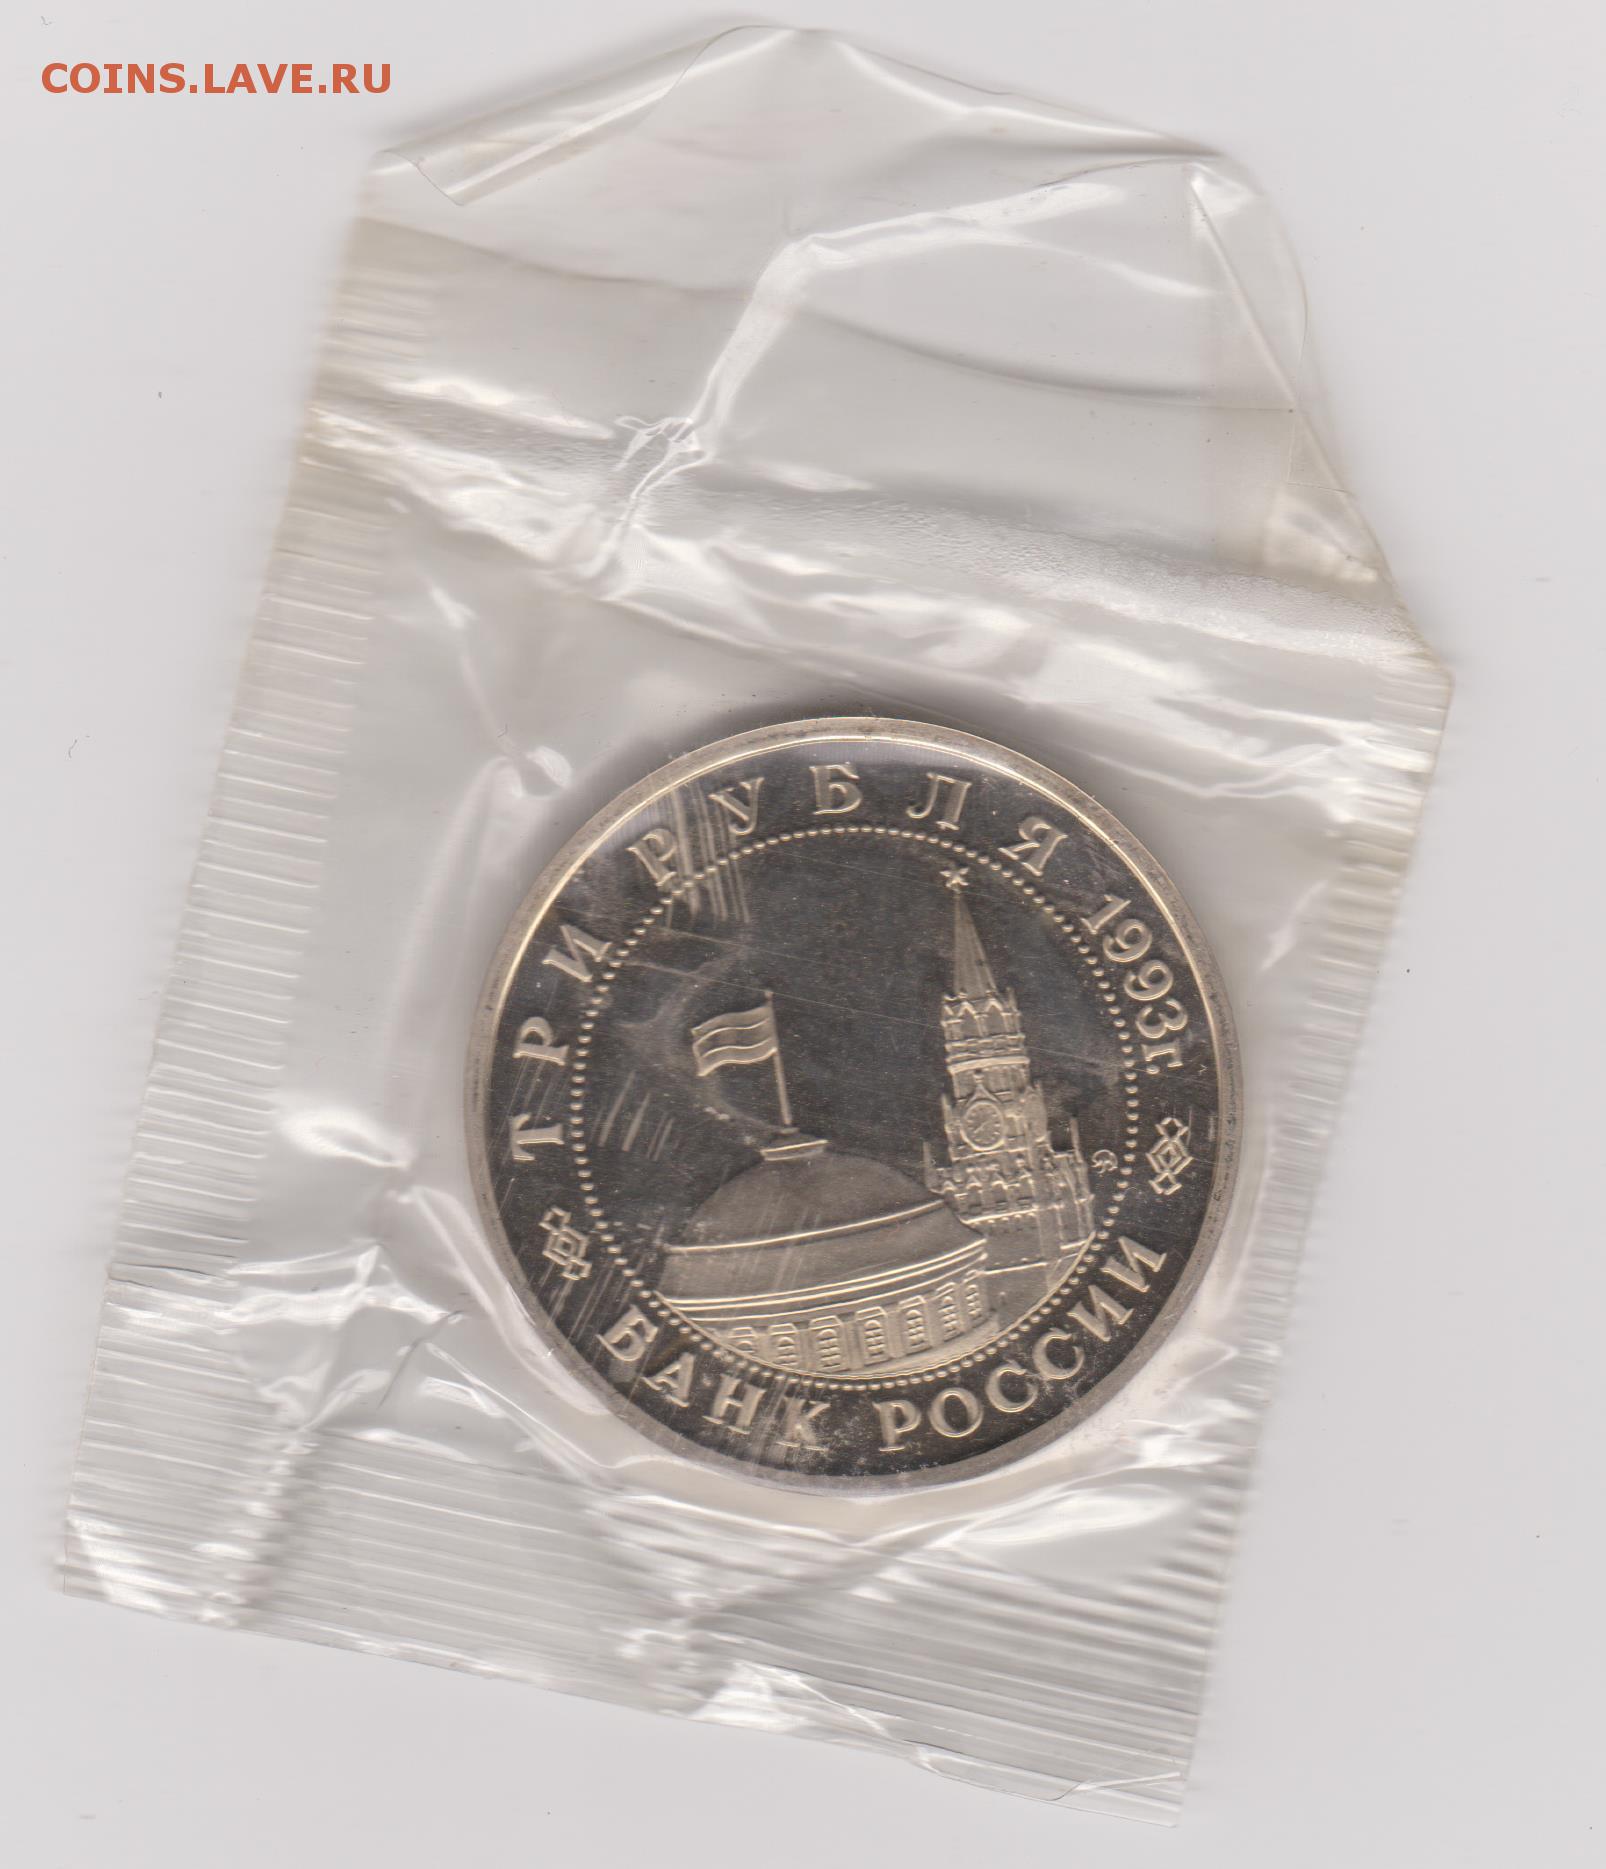 COINS.LAVE.RU
ТРИ РУБЛЯ 1993г.
БАНК РОССИИ